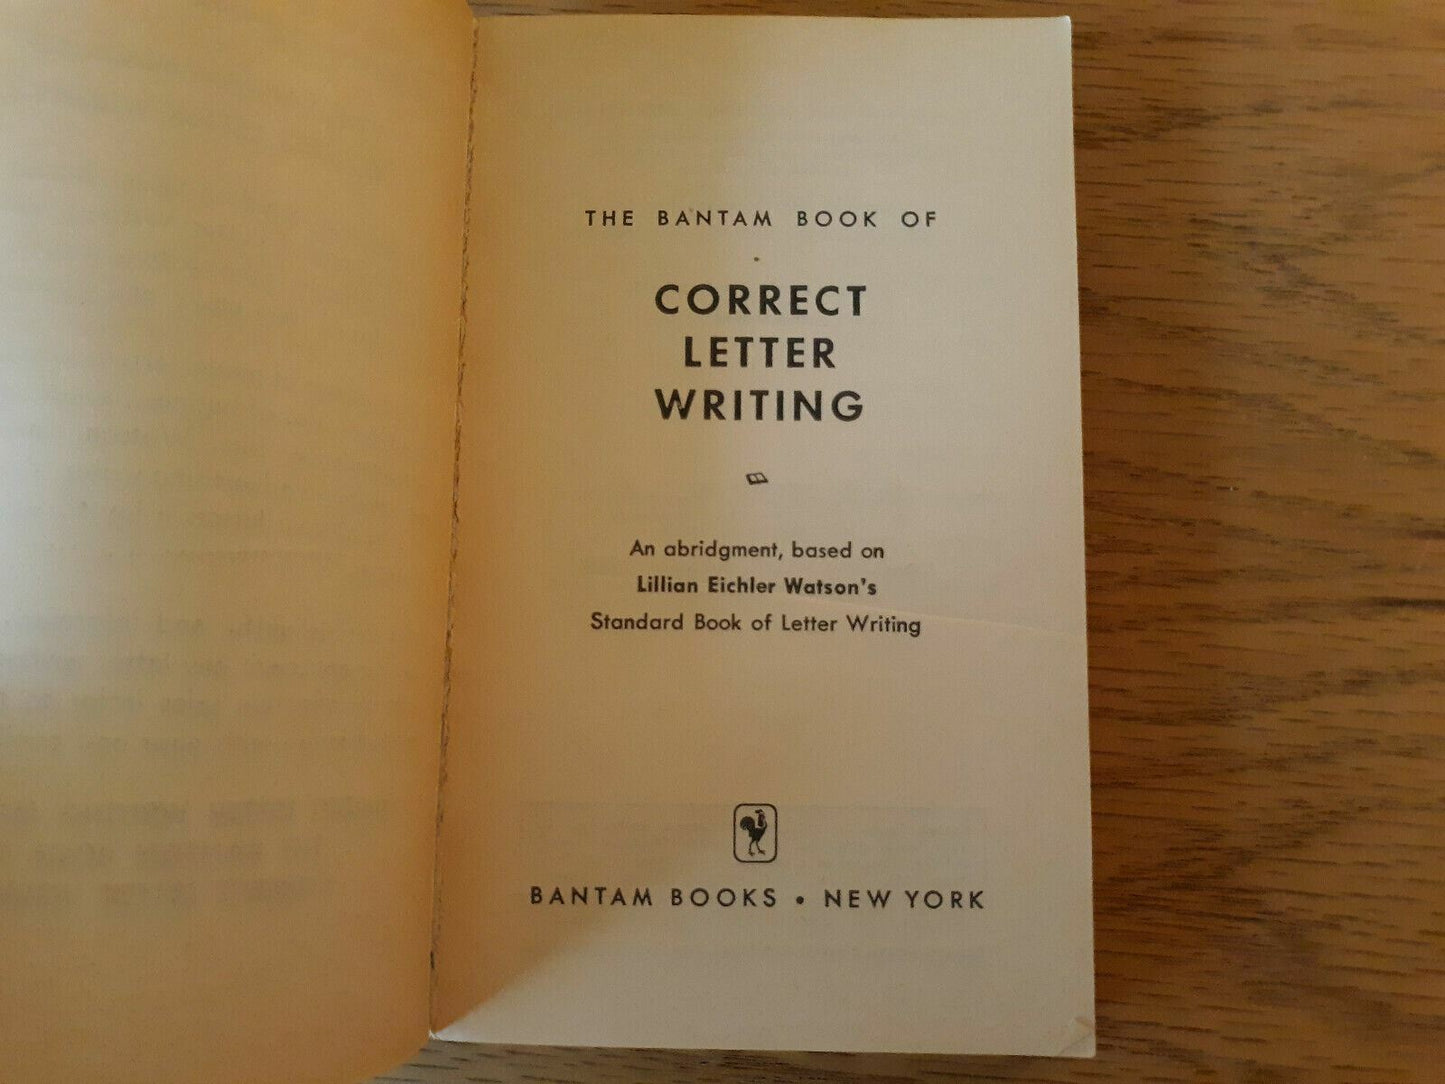 THE BANTAM BOOK OF
CORRECT
LETTER
WRITING
An abridgment, based on
Lillian Eichler Watson's
Standard Book of Letter Writing
BANTAM BOOKS • NEW YORK